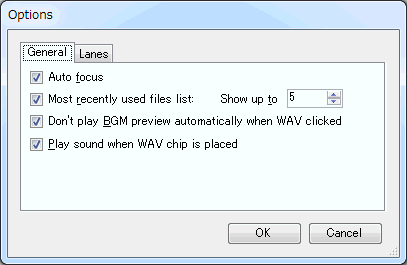 Options
General Lanes
Auto focus
Most recently used files list: Show up to 5
Don't play BGM preview automatically when WAV clicked
Play sound when WAV chip is placed
OK Cancel